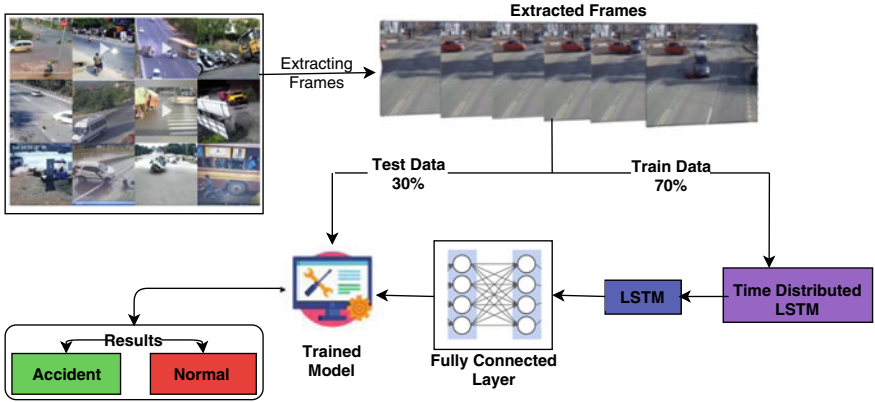 Extracted Frames
Extracting
Frames
Test Data
30%
Train Data
70%
Time Distributed
LSTM
LSTM
Fully Connected
Layer
Trained
Model
Results
Accident
Normal